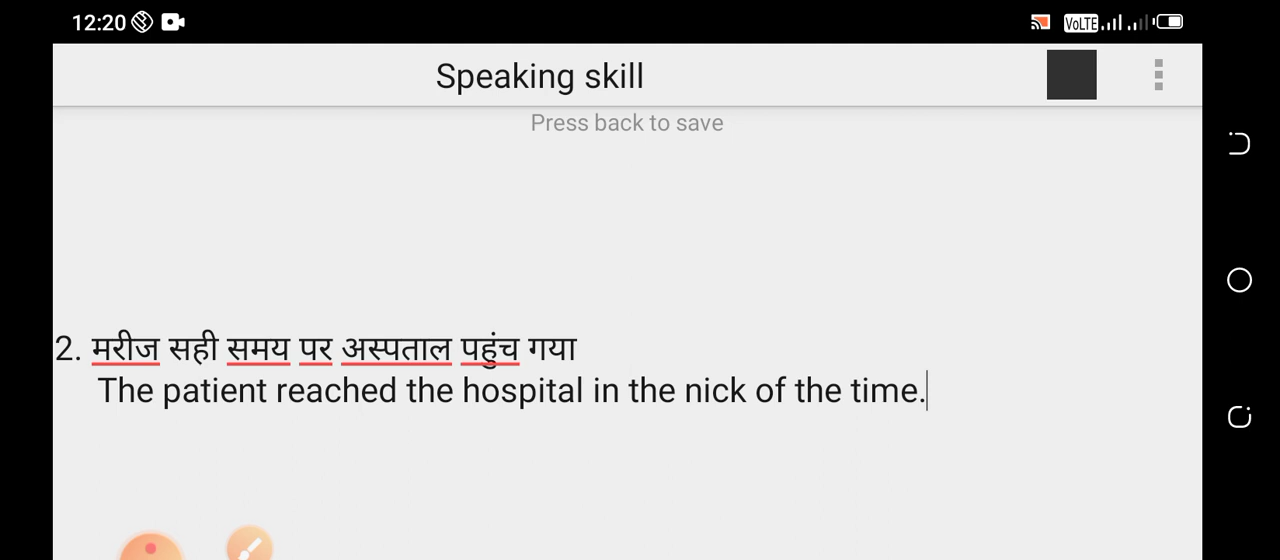 12:20
VoLTE
Speaking skill
Press back to save
2. मरीज सही समय पर अस्पताल पहुंच गया
The patient reached the hospital in the nick of the time.